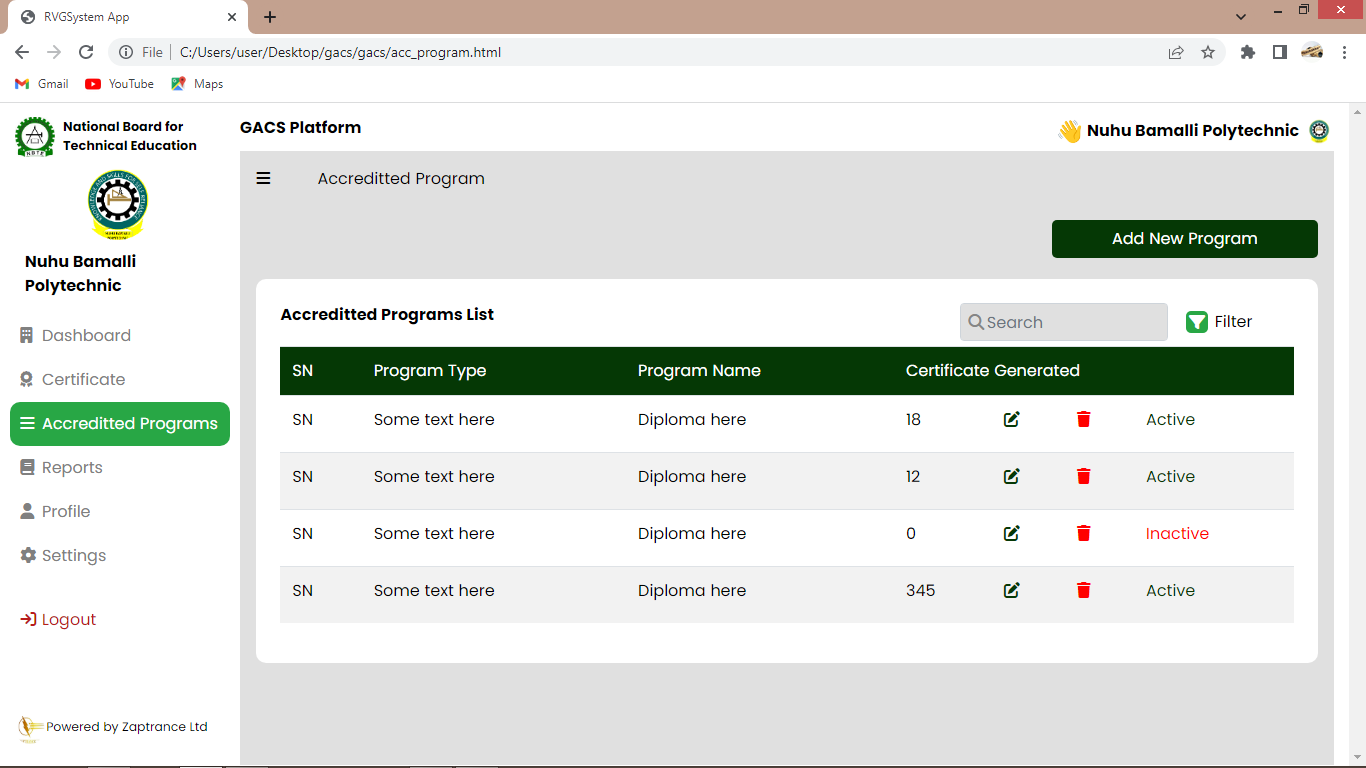 RVGSystem App
File C:/Users/user/Desktop/gacs/gacs/acc_program.html
Gmail YouTube Maps
National Board for
Technical Education
GACS Platform
Nuhu Bamalli Polytechnic
Accreditted Program
Add New Program
Nuhu Bamalli
Polytechnic
Dashboard
Certificate
Accreditted Programs
Reports
Profile
Settings
Logout
Powered by Zaptrance Ltd
Accreditted Programs List
Search
Filter
SN Program Type Program Name Certificate Generated
SN Some text here Diploma here 18 Active
SN Some text here Diploma here 12 Active
SN Some text here Diploma here 0 Inactive
SN Some text here Diploma here 345 Active